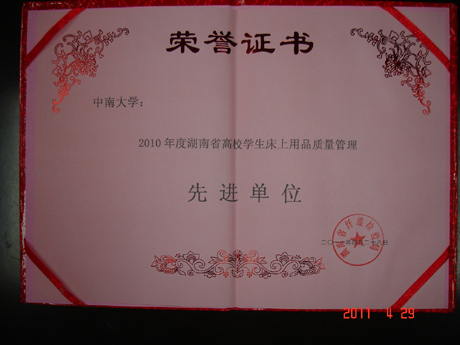 荣誉证书
中南大学：
2010年度湖南省高校学生床上用品质量管理
先进单位
2011 4 29